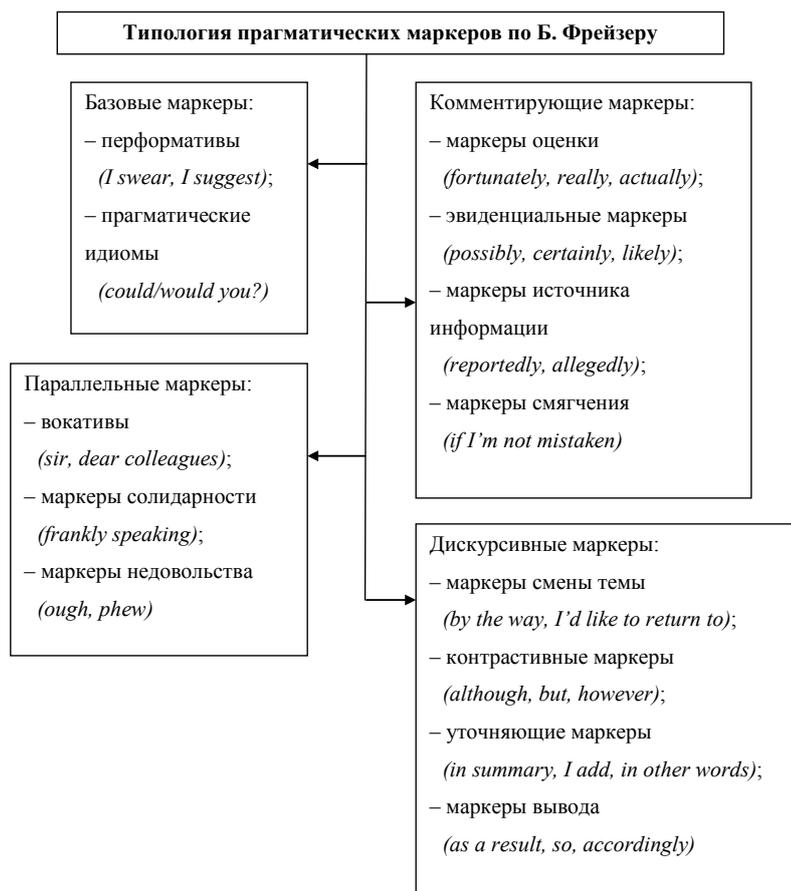 Типология прагматических маркеров по Б. Фрейзеру
Базовые маркеры:
– перформативы
(I swear, I suggest);
– прагматические
идиомы
(could/would you?)
Комментирующие маркеры:
– маркеры оценки
(fortunately, really, actually);
– эвиденциальные маркеры
(possibly, certainly, likely);
– маркеры источника
информации
(reportedly, allegedly);
– маркеры смягчения
(if I’m not mistaken)
Параллельные маркеры:
– вокативы
(sir, dear colleagues);
– маркеры солидарности
(frankly speaking);
– маркеры недовольства
(ough, phew)
Дискурсивные маркеры:
– маркеры смены темы
(by the way, I’d like to return to);
– контрастивные маркеры
(although, but, however);
– уточняющие маркеры
(in summary, I add, in other words);
– маркеры вывода
(as a result, so, accordingly)